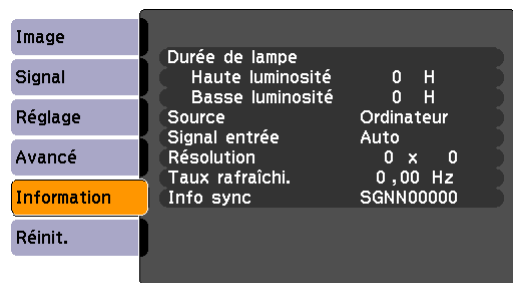 Image
Signal
Réglage
Avancé
Information
Réinit.
Durée de lampe
Haute luminosité 0 H
Basse luminosité 0 H
Source Ordinateur
Signal entrée Auto
Résolution 0 x 0
Taux rafraîchi. 0,00 Hz
Info sync SGNN00000